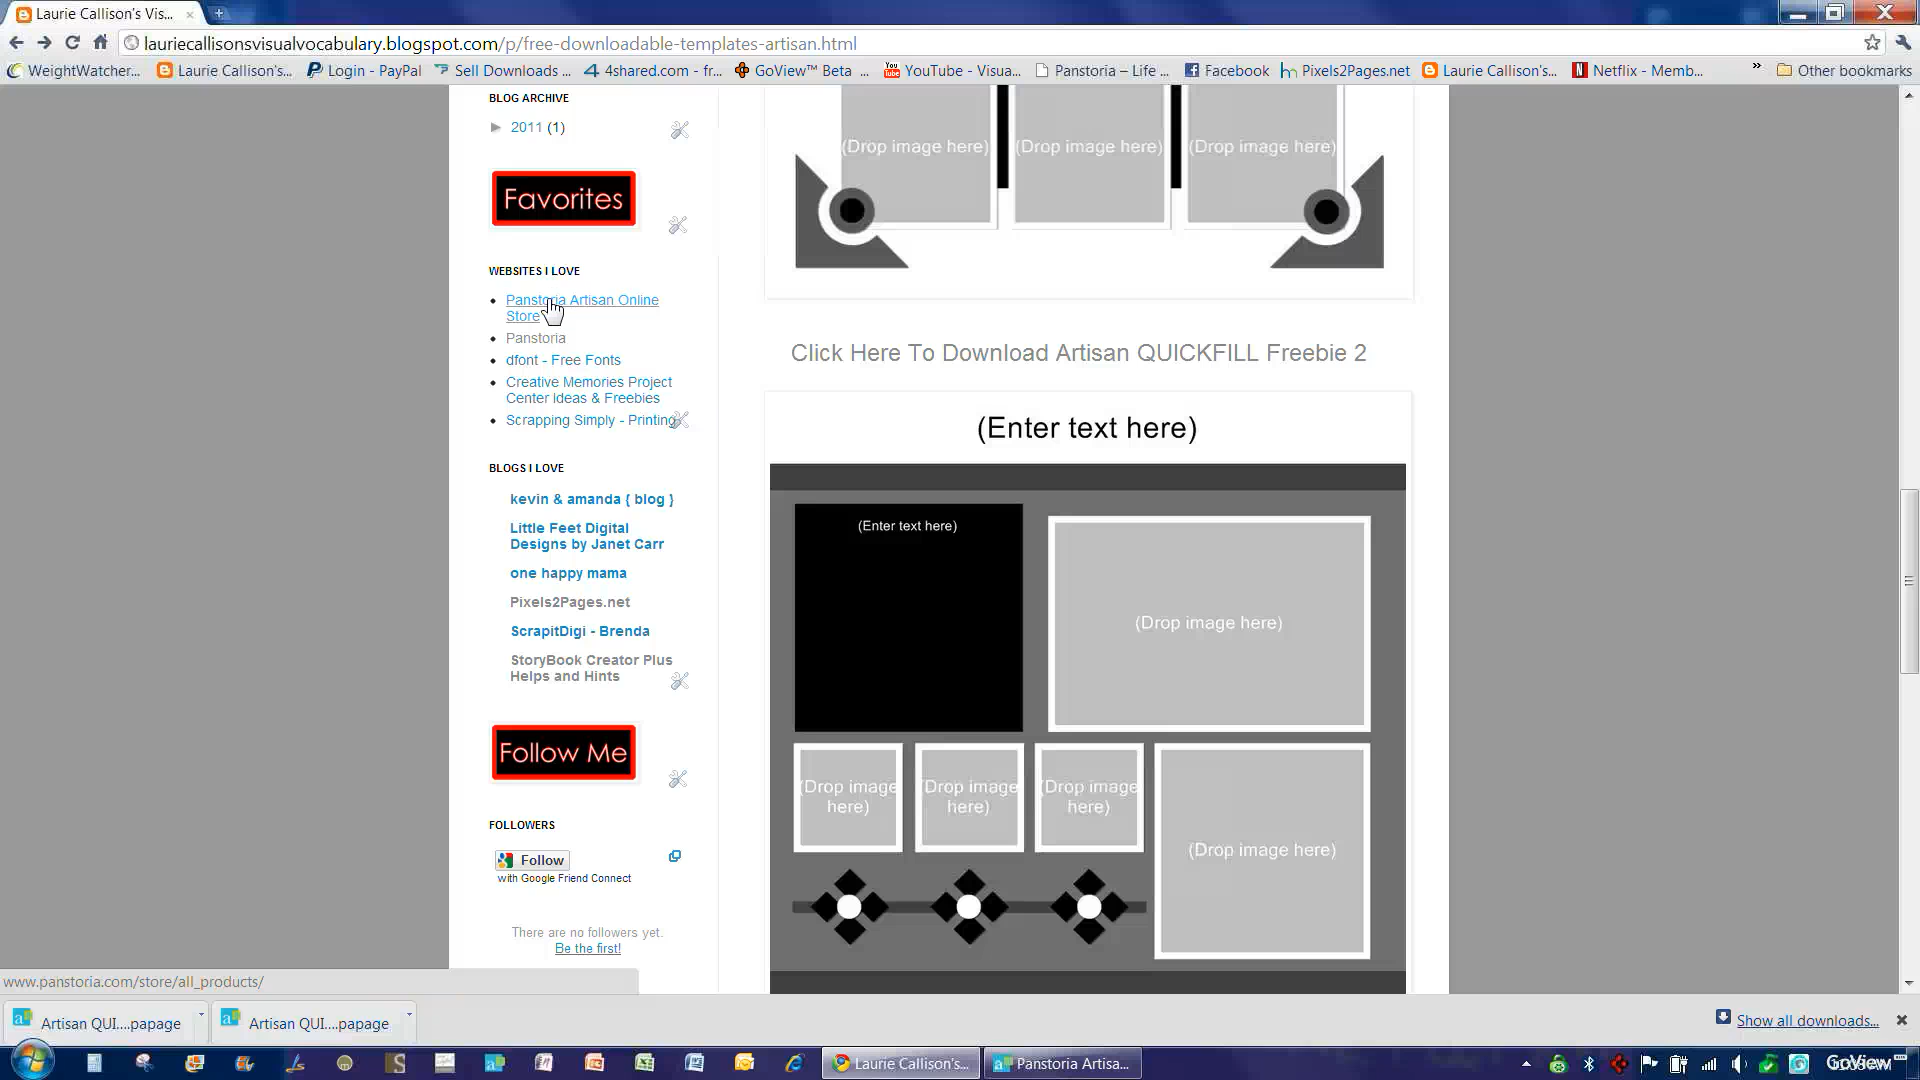 Laurie Callison's Vis...
lauriecallisonsvisualvocabulary.blogspot.com/p/free-downloadable-templates-artisan.html
WeightWatcher...
Laurie Callison's...
Login - PayPal
Sell Downloads ...
4shared.com - fr...
GoView™ Beta ...
YouTube - Visua...
Panstoria – Life ...
Facebook
Pixels2Pages.net
Laurie Callison's...
Netflix - Memb...
Other bookmarks
BLOG ARCHIVE
► 2011 (1)
Favorites
WEBSITES I LOVE
Panstoria Artisan Online
Store
Panstoria
dfont - Free Fonts
Creative Memories Project
Center Ideas & Freebies
Scrapping Simply - Printing
BLOGS I LOVE
kevin & amanda { blog }
Little Feet Digital
Designs by Janet Carr
one happy mama
Pixels2Pages.net
ScrapitDigi - Brenda
StoryBook Creator Plus
Helps and Hints
Follow Me
FOLLOWERS
Follow
with Google Friend Connect
There are no followers yet.
Be the first!
(Drop image here)
(Drop image here)
(Drop image here)
Click Here To Download Artisan QUICKFILL Freebie 2
(Enter text here)
(Enter text here)
(Drop image here)
(Drop image
here)
(Drop image
here)
(Drop image
here)
(Drop image here)
www.panstoria.com/store/all_products/
Artisan QUI....papage
Artisan QUI....papage
Show all downloads...
Laurie Callison's...
Panstoria Artisa...
GoView